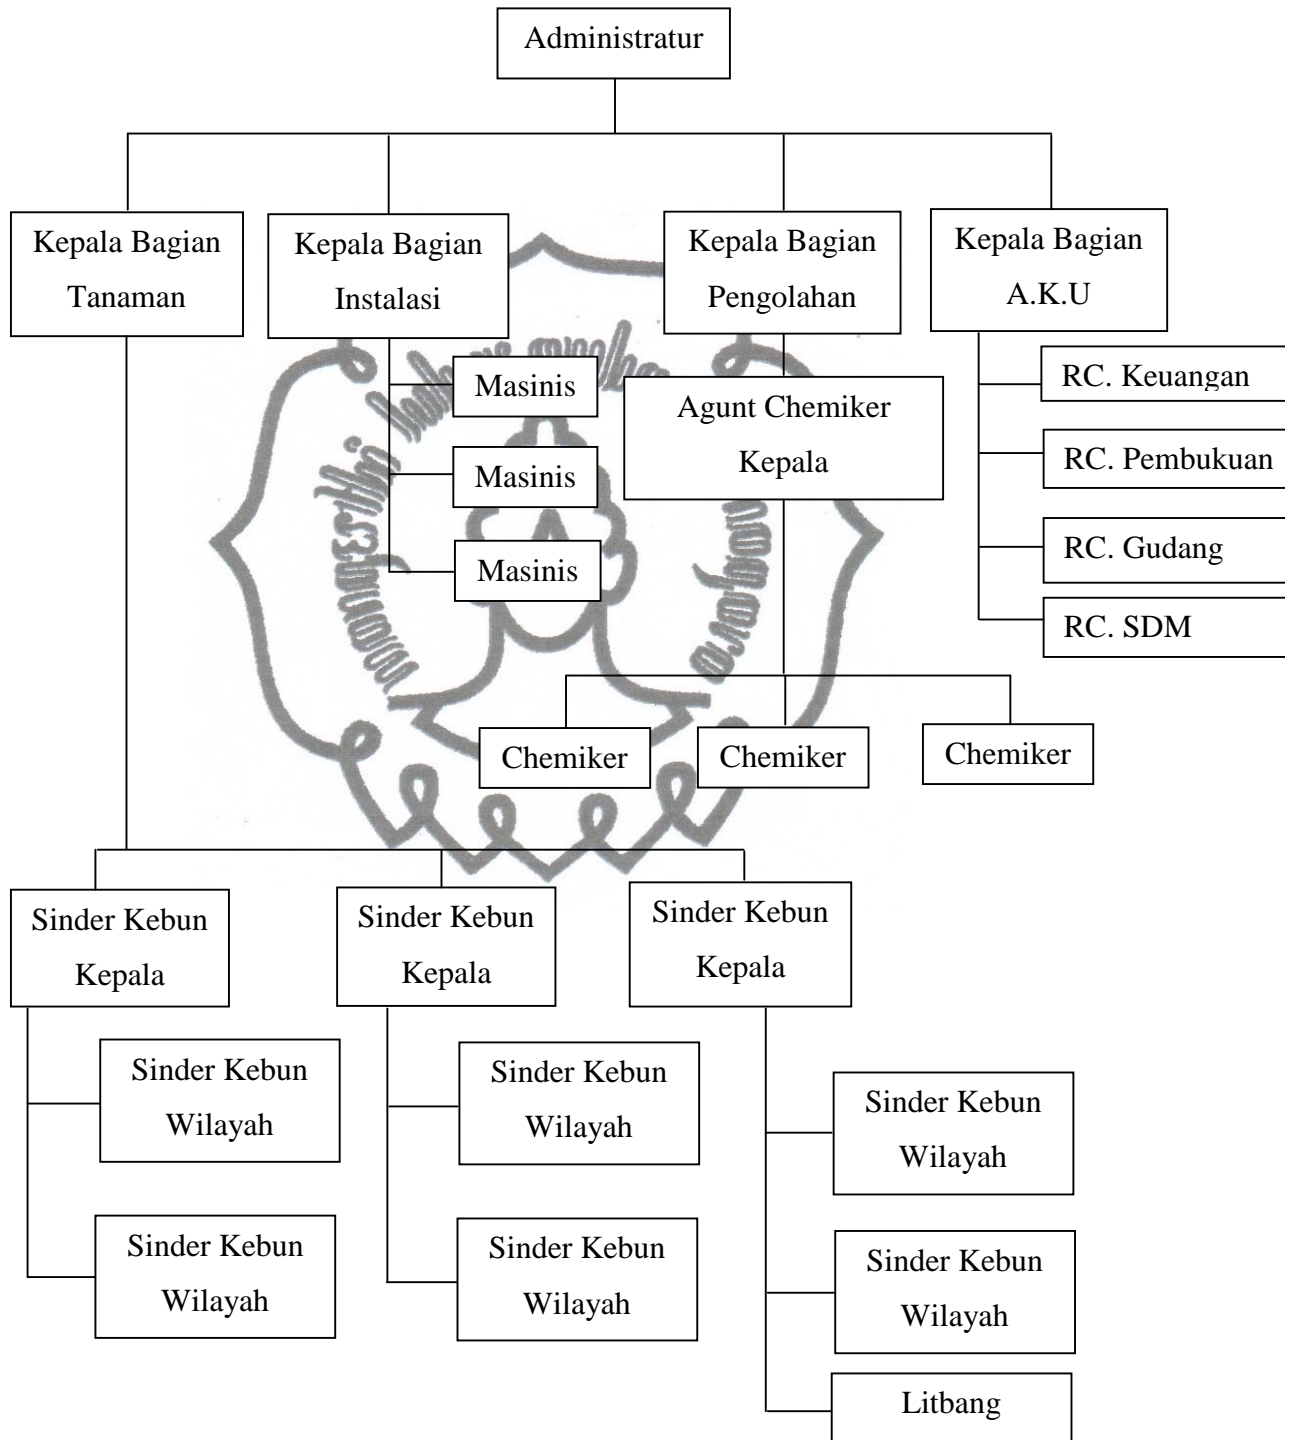 Administratur
Kepala Bagian
Tanaman
Kepala Bagian
Instalasi
Kepala Bagian
Pengolahan
Kepala Bagian
A.K.U
Masinis
Masinis
Masinis
Agunt Chemiker
Kepala
RC. Keuangan
RC. Pembukuan
RC. Gudang
RC. SDM
Chemiker
Chemiker
Chemiker
Sinder Kebun
Kepala
Sinder Kebun
Kepala
Sinder Kebun
Kepala
Sinder Kebun
Wilayah
Sinder Kebun
Wilayah
Sinder Kebun
Wilayah
Sinder Kebun
Wilayah
Sinder Kebun
Wilayah
Sinder Kebun
Wilayah
Litbang